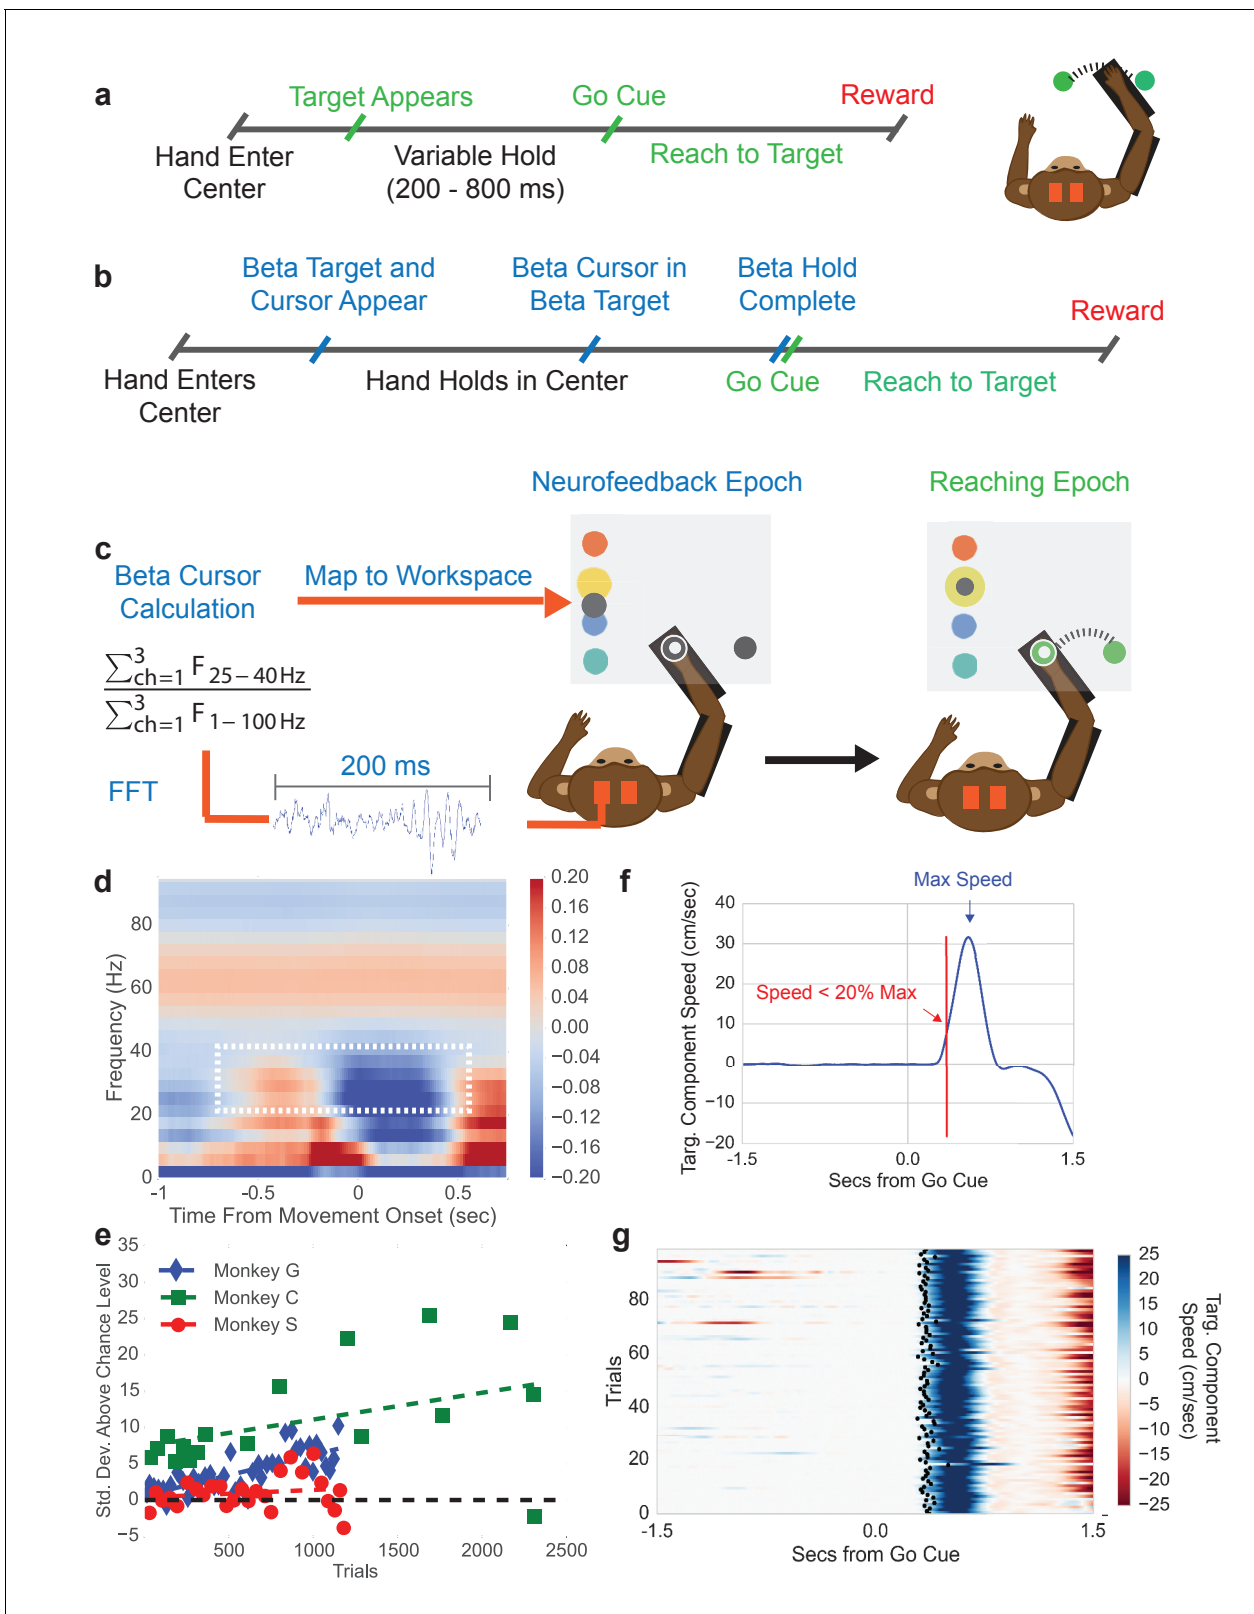 a
Target Appears
Go Cue
Reward
Hand Enter
Center
Variable Hold
(200 - 800 ms)
Reach to Target
b
Beta Target and
Cursor Appear
Beta Cursor in
Beta Target
Beta Hold
Complete
Reward
Hand Enters
Center
Hand Holds in Center
Go Cue
Reach to Target
Neurofeedback Epoch
Reaching Epoch
c
Beta Cursor
Calculation
Map to Workspace
∑³ch=1 F 25 – 40 Hz
∑³ch=1 F 1 – 100 Hz
FFT
200 ms
d
Frequency (Hz)
80
60
40
20
0
-1
-0.5
0
0.5
Time From Movement Onset (sec)
0.20
0.16
0.12
0.08
0.04
0.00
−0.04
−0.08
−0.12
−0.16
−0.20
f
Max Speed
Targ. Component Speed (cm/sec)
40
30
20
10
0
−10
−20
Speed < 20% Max
-1.5
0.0
1.5
Secs from Go Cue
e
Std. Dev. Above Chance Level
35
30
25
20
15
10
5
0
−5
Monkey G
Monkey C
Monkey S
500
1000
1500
2000
2500
Trials
g
Trials
80
60
40
20
0
-1.5
0.0
1.5
Secs from Go Cue
25
20
15
10
5
0
−5
−10
−15
−20
−25
Targ. Component
Speed (cm/sec)